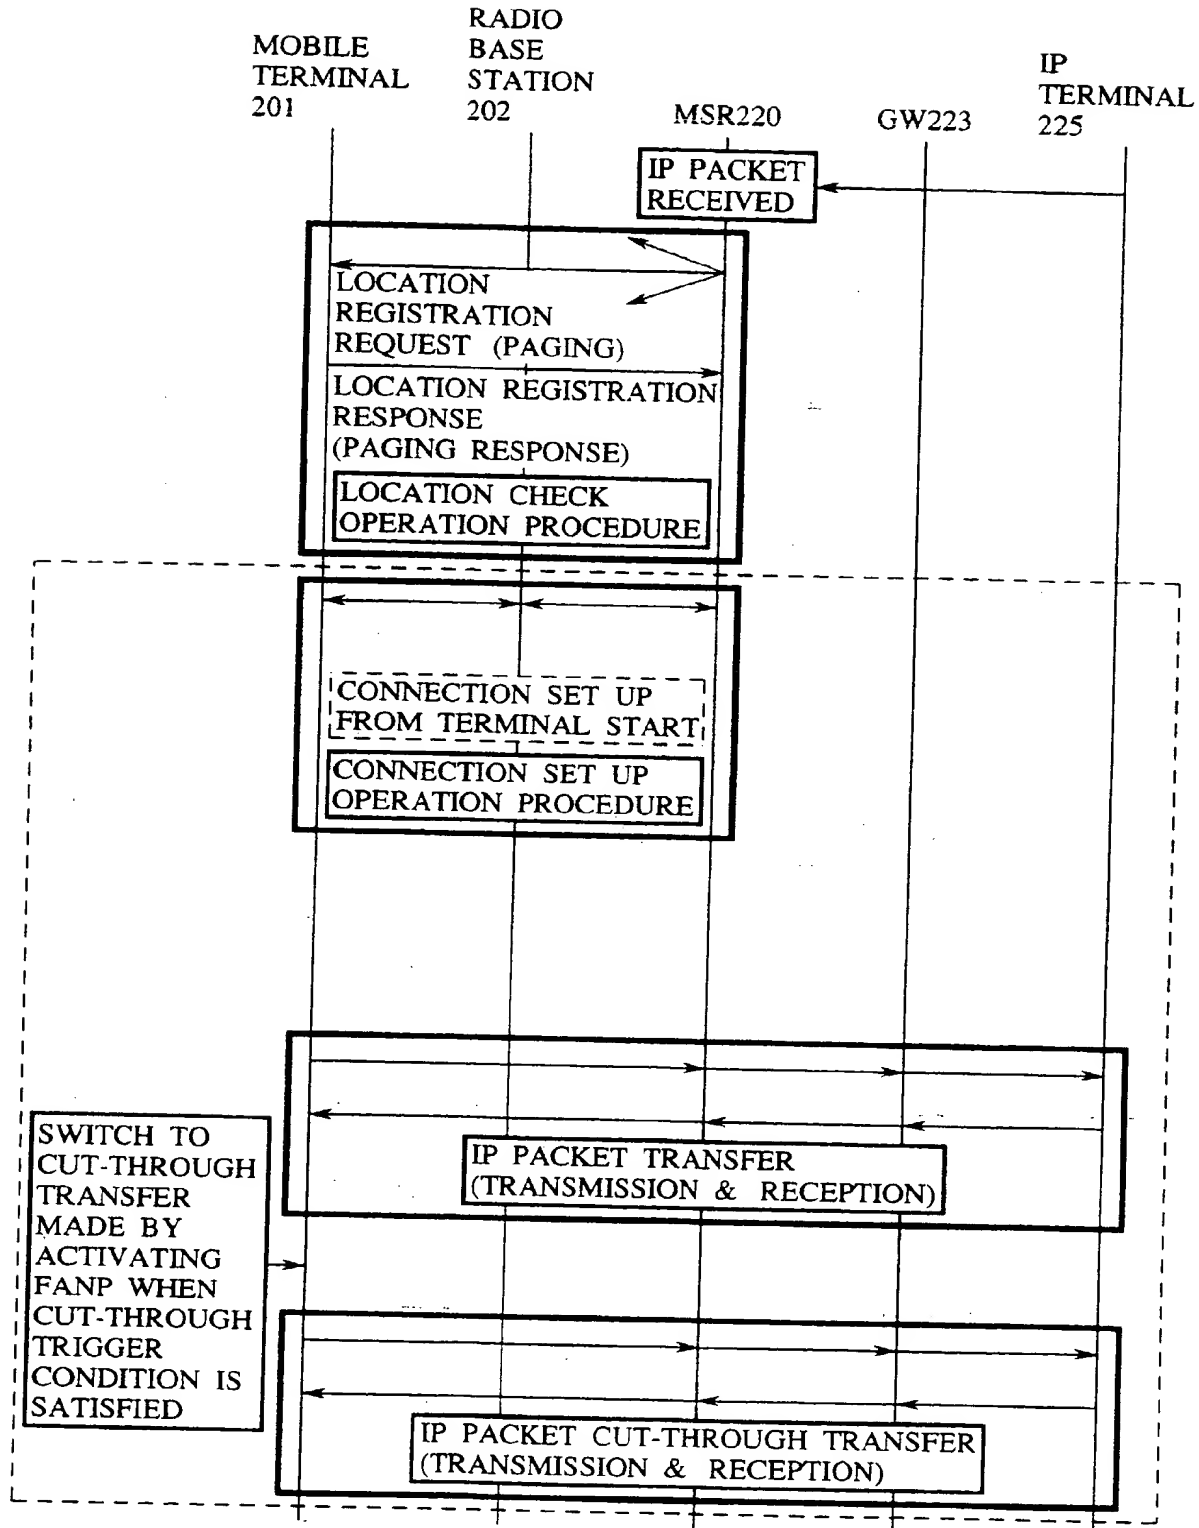 MOBILE
TERMINAL
201
RADIO
BASE
STATION
202
MSR220
GW223
IP
TERMINAL
225
IP PACKET
RECEIVED
LOCATION
REGISTRATION
REQUEST (PAGING)
LOCATION REGISTRATION
RESPONSE
(PAGING RESPONSE)
LOCATION CHECK
OPERATION PROCEDURE
CONNECTION SET UP
FROM TERMINAL START
CONNECTION SET UP
OPERATION PROCEDURE
IP PACKET TRANSFER
(TRANSMISSION & RECEPTION)
SWITCH TO
CUT-THROUGH
TRANSFER
MADE BY
ACTIVATING
FANP WHEN
CUT-THROUGH
TRIGGER
CONDITION IS
SATISFIED
IP PACKET CUT-THROUGH TRANSFER
(TRANSMISSION & RECEPTION)